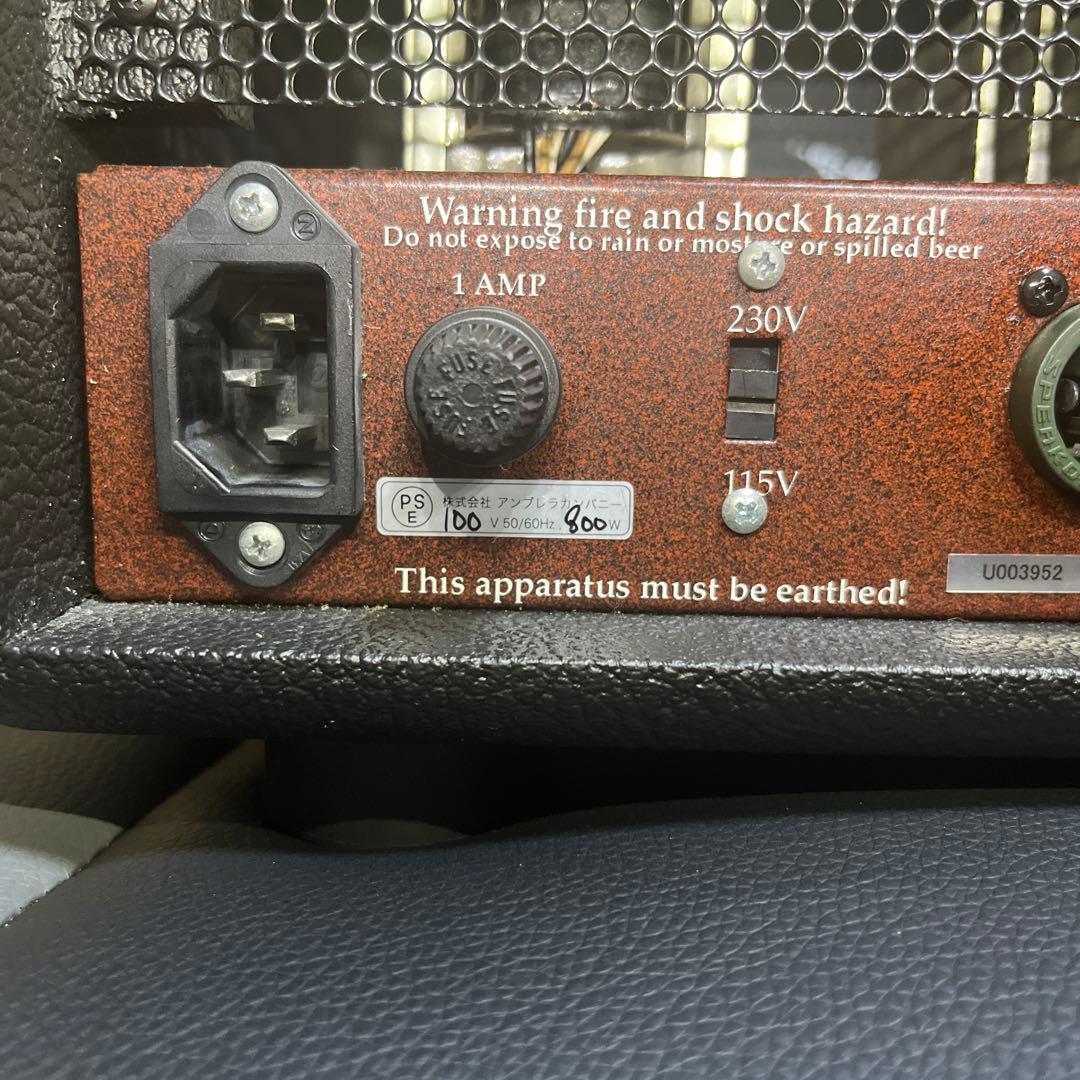 Warning fire and shock hazard!
Do not expose to rain or mosture or spilled beer
1 AMP
230V
FUSE FUSE FUSE
115V
PS E
株式会社 アンブレラカンパニー
100 V 50/60Hz 800 W
U003952
This apparatus must be earthed!
N